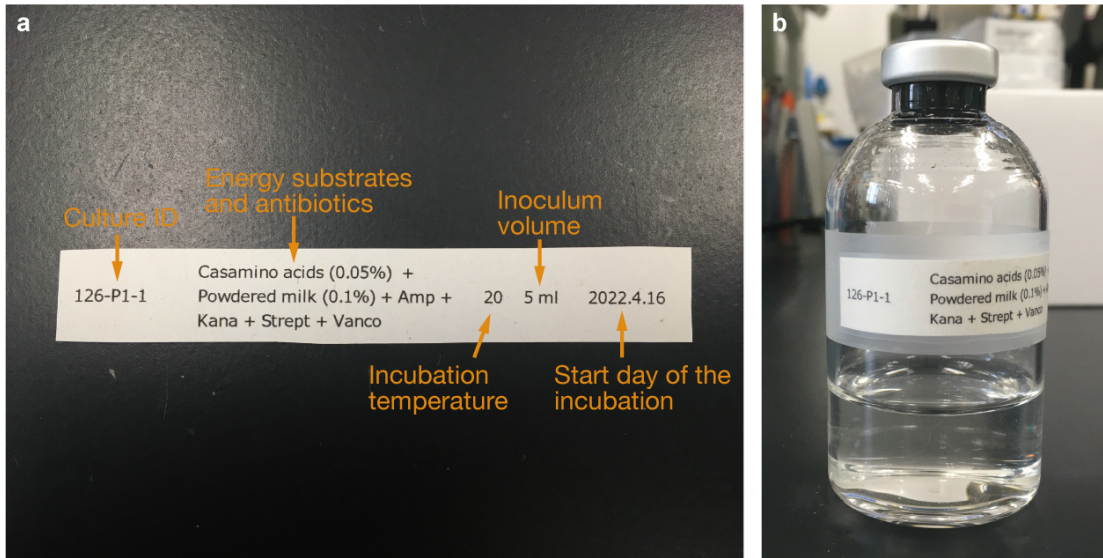 a
Energy substrates
and antibiotics
Culture ID
Inoculum
volume
Casamino acids (0.05%) +
126-P1-1
Powdered milk (0.1%) + Amp +
20
5 ml
2022.4.16
Kana + Strept + Vanco
Incubation
temperature
Start day of the
incubation
b
Casamino acids (0.05%)
126-P1-1
Powdered milk (0.1%) +
Kana + Strept + Vanco